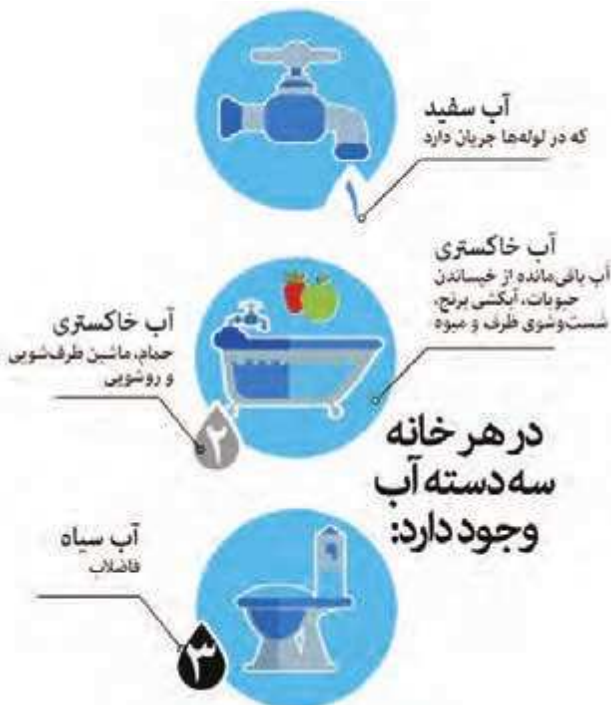 آب سفید
که در لوله‌ها جریان دارد
۱
آب خاکستری
آب باقی‌مانده از خیساندن
حبوبات، آبکشی برنج،
شست‌وشوی ظرف و میوه
آب خاکستری
حمام، ماشین ظرف‌شویی
و روشویی
۲
در هر خانه
سه دسته آب
وجود دارد:
آب سیاه
فاضلاب
۳